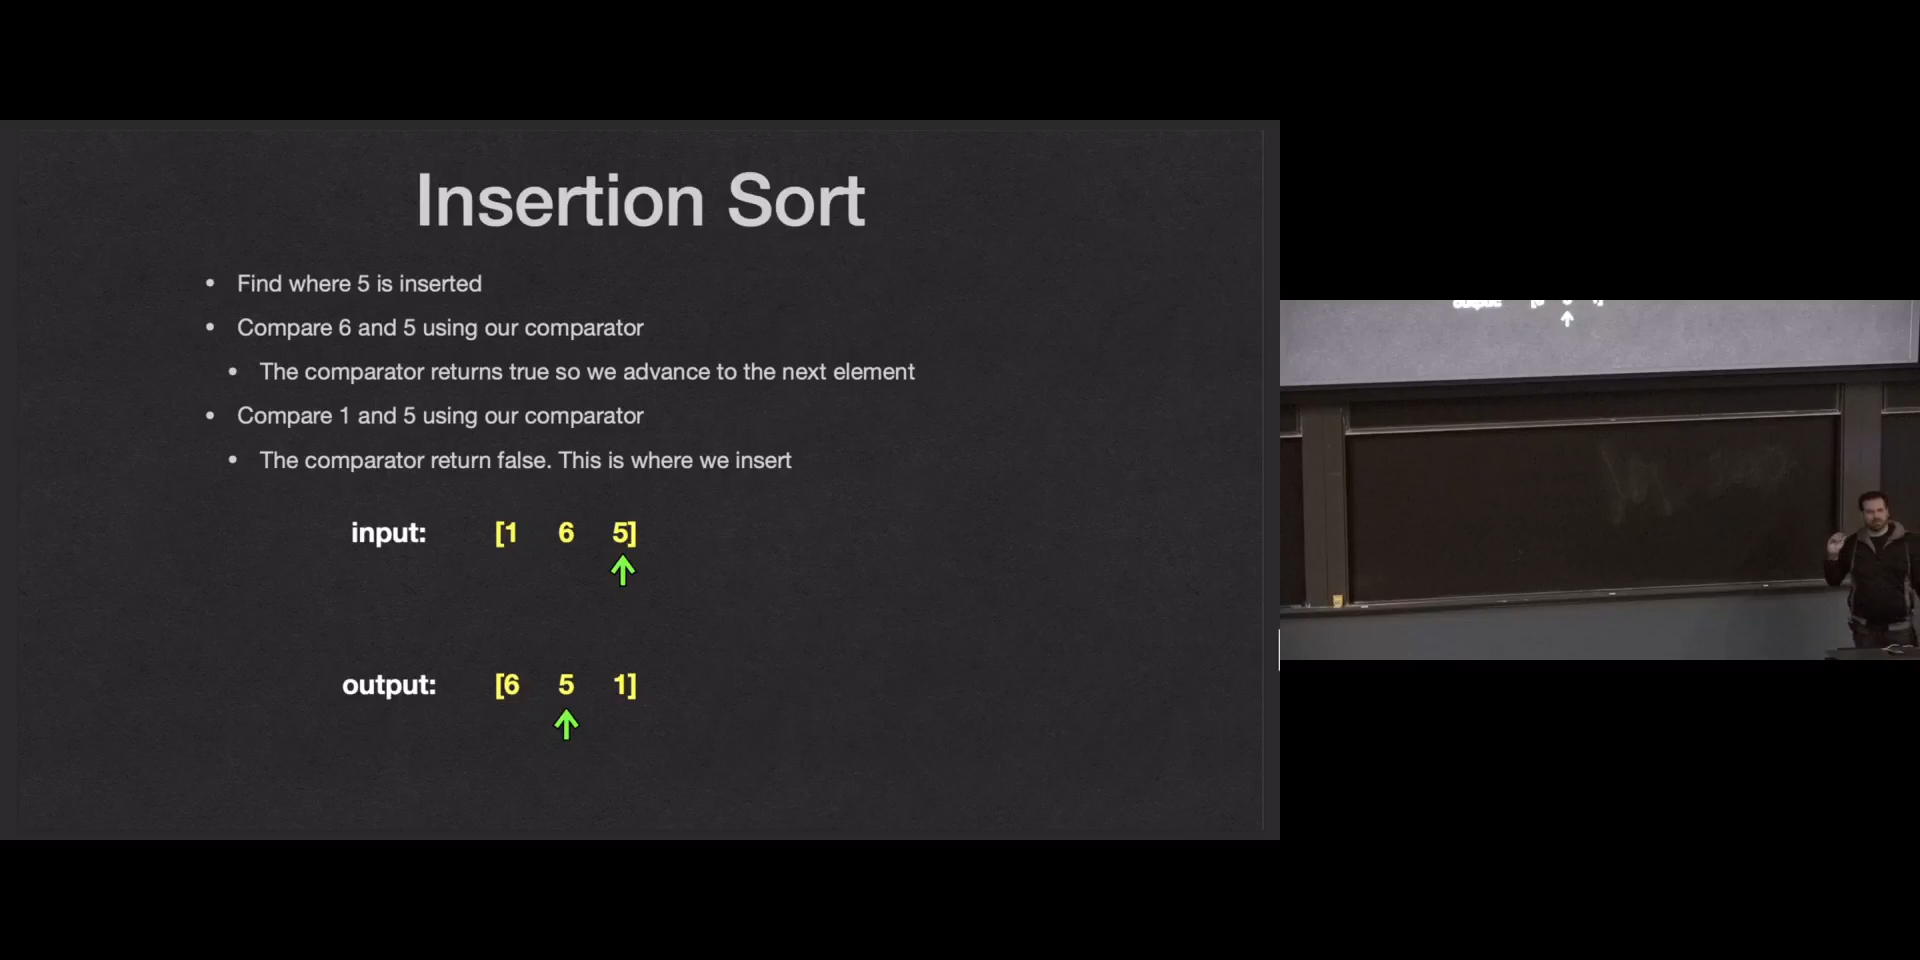 Insertion Sort
• Find where 5 is inserted
• Compare 6 and 5 using our comparator
• The comparator returns true so we advance to the next element
• Compare 1 and 5 using our comparator
• The comparator return false. This is where we insert
input: [1 6 5]
output: [6 5 1]